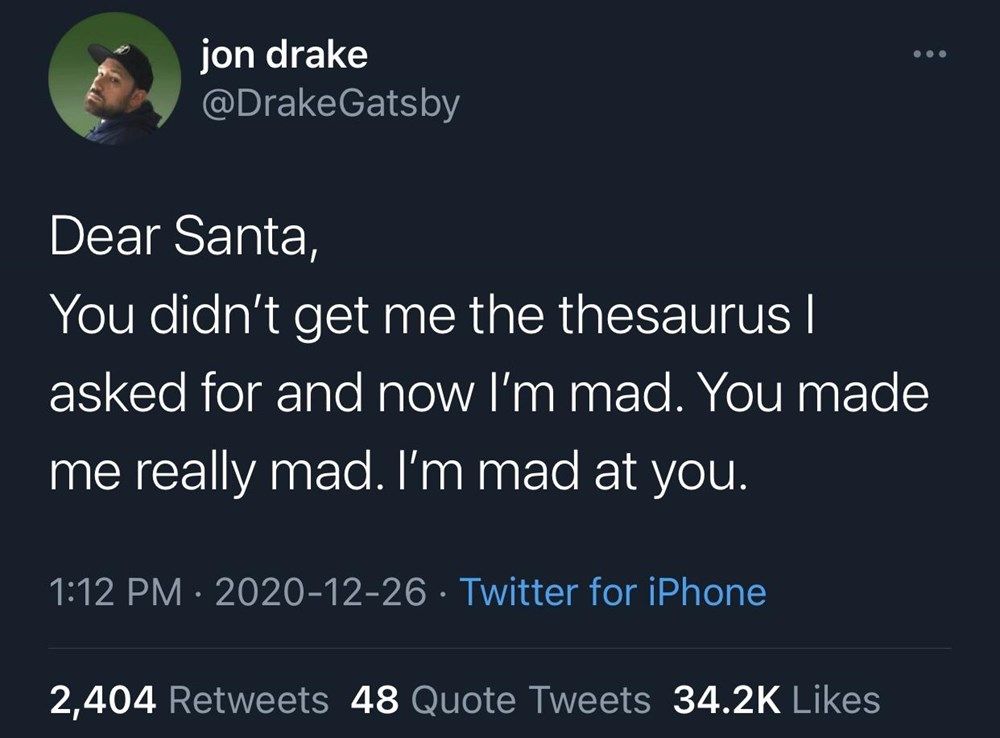 jon drake
@DrakeGatsby
Dear Santa,
You didn’t get me the thesaurus I
asked for and now I’m mad. You made
me really mad. I’m mad at you.
1:12 PM · 2020-12-26 · Twitter for iPhone
2,404 Retweets 48 Quote Tweets 34.2K Likes